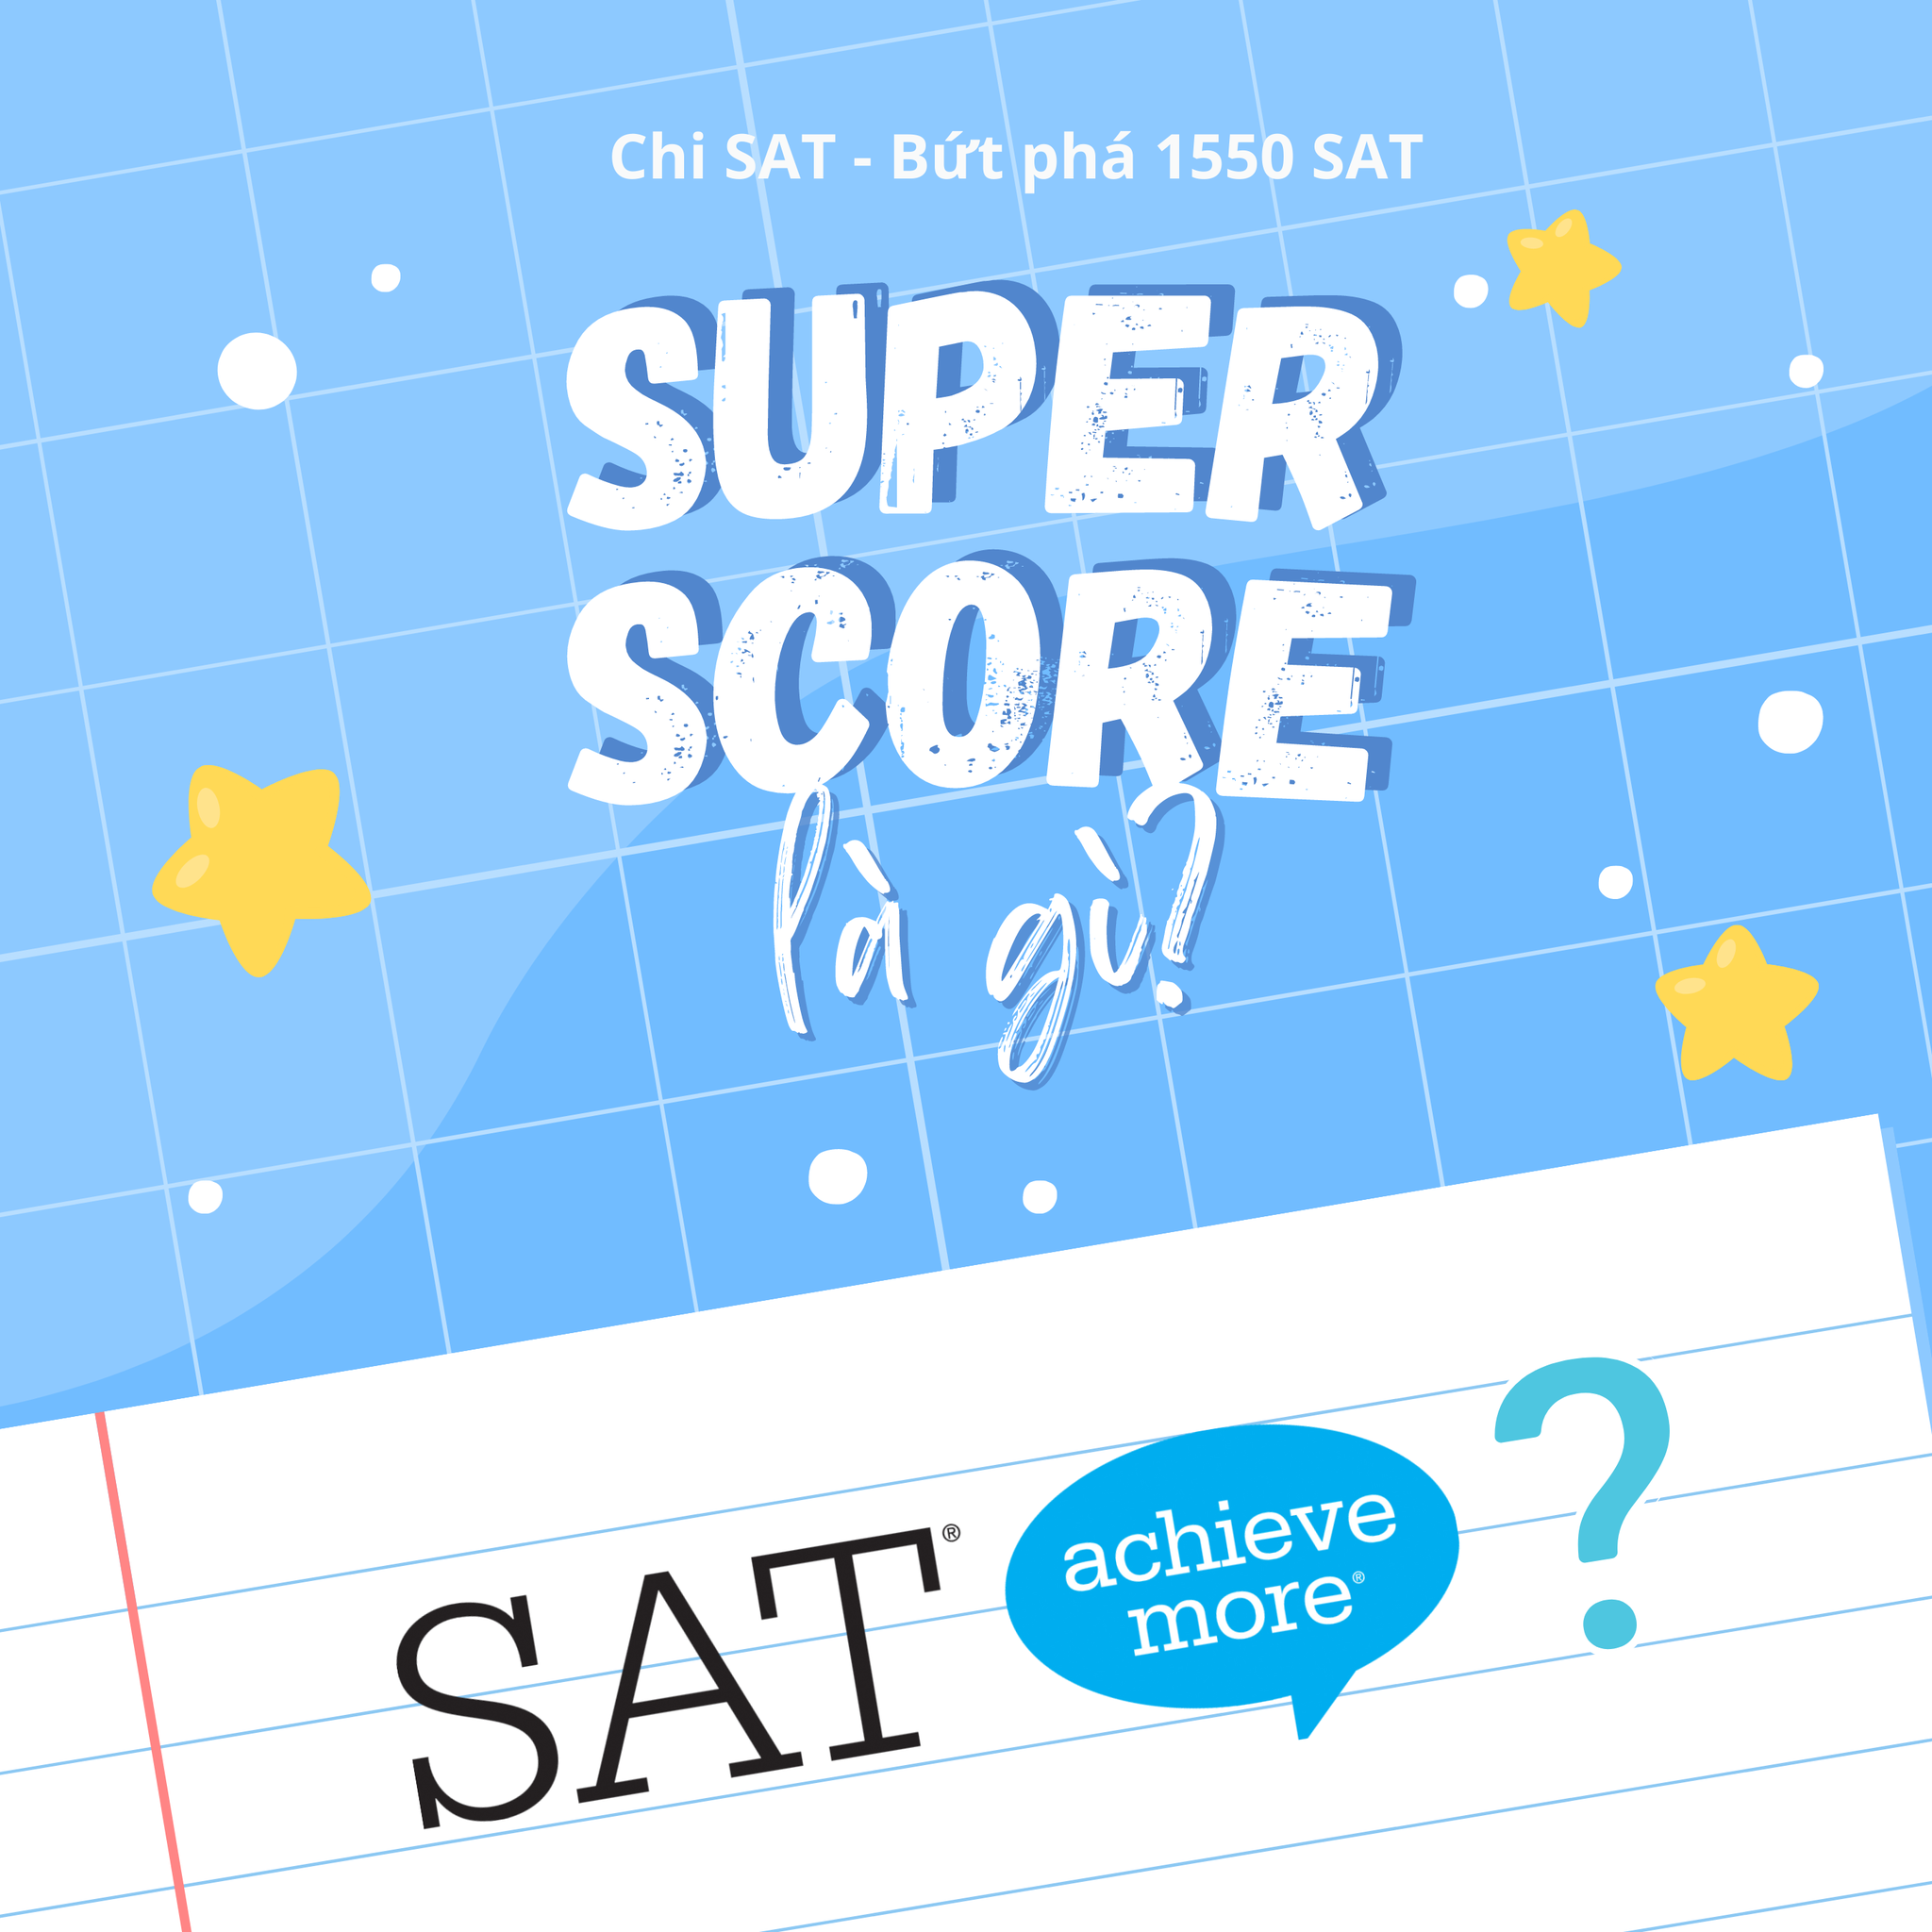 Chi SAT - Bứt phá 1550 SAT
SUPER
SCORE
là gì?
SAT®
achieve
more®
?